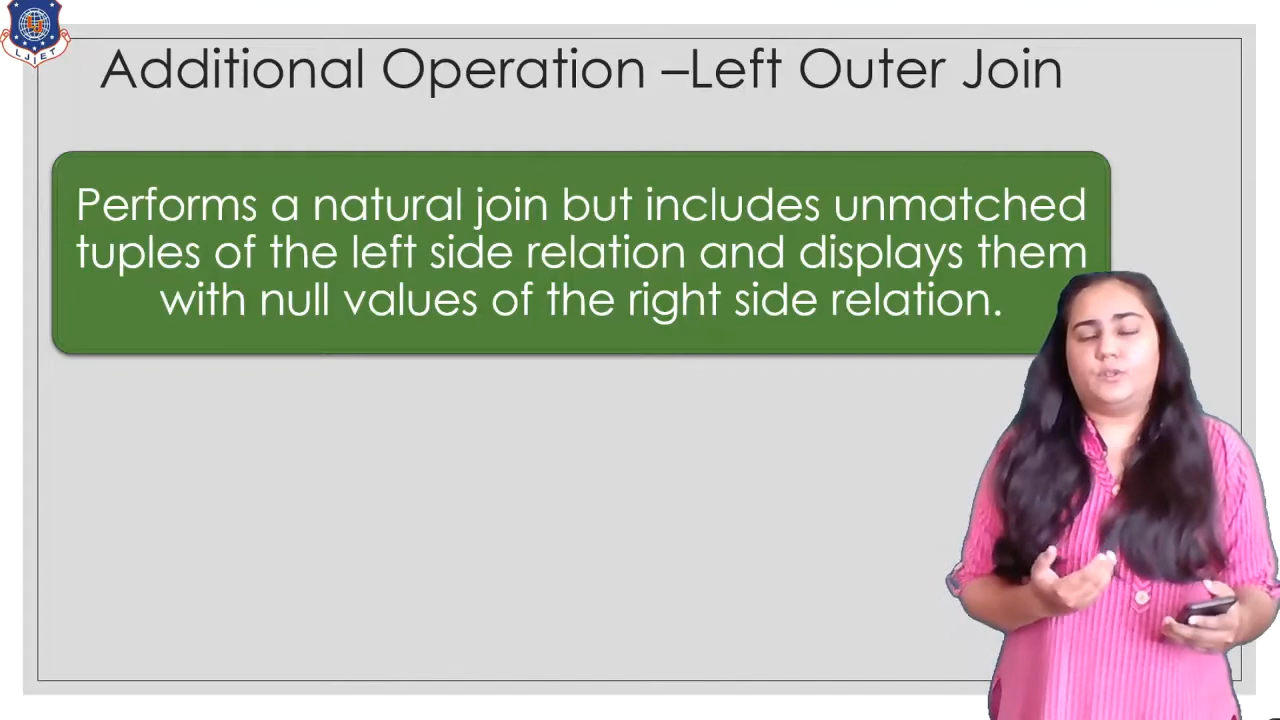 LJIET
Additional Operation –Left Outer Join
Performs a natural join but includes unmatched
tuples of the left side relation and displays them
with null values of the right side relation.